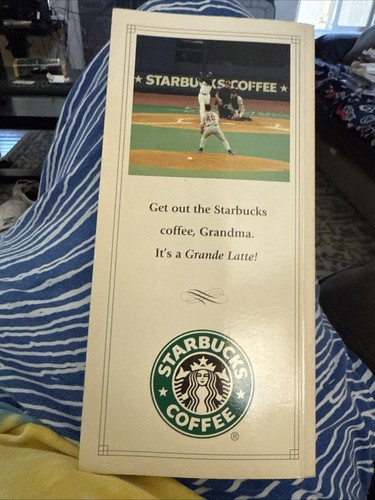 ★ STARBUCKS COFFEE ★
Get out the Starbucks
coffee, Grandma.
It's a Grande Latte!
STARBUCKS
★ ★
COFFEE
®